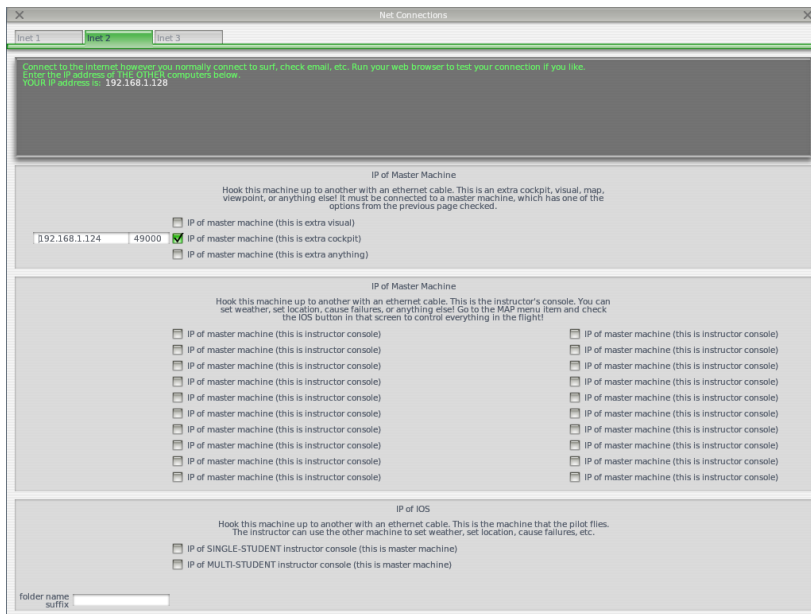 Net Connections
Inet 1
Inet 2
Inet 3
Connect to the internet however you normally connect to surf, check email, etc. Run your web browser to test your connection if you like.
Enter the IP address of THE OTHER computers below.
YOUR IP address is: 192.168.1.128
IP of Master Machine
Hook this machine up to another with an ethernet cable. This is an extra cockpit, visual, map,
viewpoint, or anything else! It must be connected to a master machine, which has one of the
options from the previous page checked.
IP of master machine (this is extra visual)
192.168.1.124 49000 IP of master machine (this is extra cockpit)
IP of master machine (this is extra anything)
IP of Master Machine
Hook this machine up to another with an ethernet cable. This is the instructor's console. You can
set weather, set location, cause failures, or anything else! Go to the MAP menu item and check
the IOS button in that screen to control everything in the flight!
IP of master machine (this is instructor console) IP of master machine (this is instructor console)
IP of master machine (this is instructor console) IP of master machine (this is instructor console)
IP of master machine (this is instructor console) IP of master machine (this is instructor console)
IP of master machine (this is instructor console) IP of master machine (this is instructor console)
IP of master machine (this is instructor console) IP of master machine (this is instructor console)
IP of master machine (this is instructor console) IP of master machine (this is instructor console)
IP of master machine (this is instructor console) IP of master machine (this is instructor console)
IP of master machine (this is instructor console) IP of master machine (this is instructor console)
IP of master machine (this is instructor console) IP of master machine (this is instructor console)
IP of master machine (this is instructor console) IP of master machine (this is instructor console)
IP of IOS
Hook this machine up to another with an ethernet cable. This is the machine that the pilot flies.
The instructor can use the other machine to set weather, set location, cause failures, etc.
IP of SINGLE-STUDENT instructor console (this is master machine)
IP of MULTI-STUDENT instructor console (this is master machine)
folder name
suffix